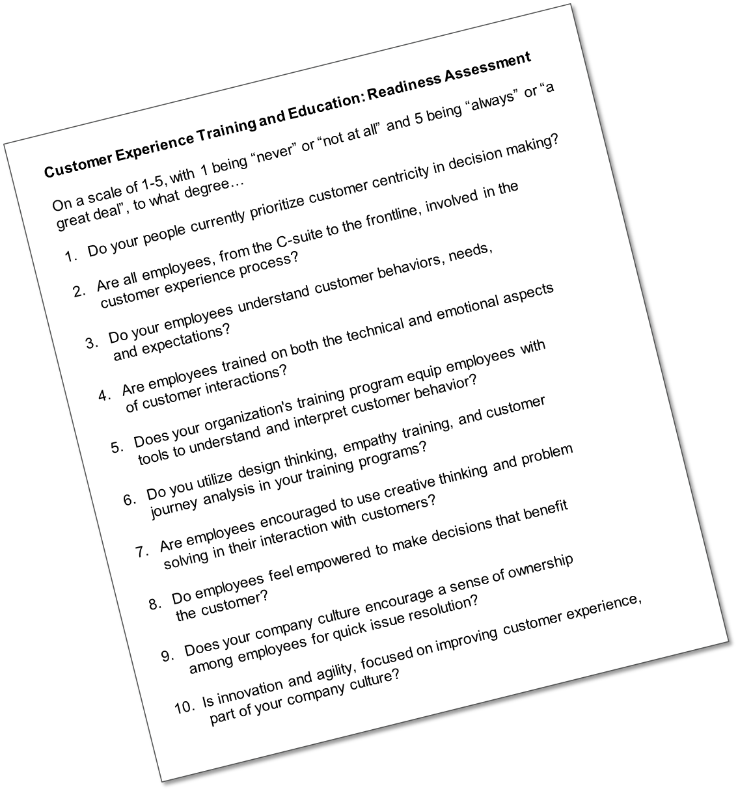 Customer Experience Training and Education: Readiness Assessment
On a scale of 1-5, with 1 being “never” or “not at all” and 5 being “always” or “a
great deal”, to what degree…
1. Do your people currently prioritize customer centricity in decision making?
2. Are all employees, from the C-suite to the frontline, involved in the
customer experience process?
3. Do your employees understand customer behaviors, needs,
and expectations?
4. Are employees trained on both the technical and emotional aspects
of customer interactions?
5. Does your organization's training program equip employees with
tools to understand and interpret customer behavior?
6. Do you utilize design thinking, empathy training, and customer
journey analysis in your training programs?
7. Are employees encouraged to use creative thinking and problem
solving in their interaction with customers?
8. Do employees feel empowered to make decisions that benefit
the customer?
9. Does your company culture encourage a sense of ownership
among employees for quick issue resolution?
10. Is innovation and agility, focused on improving customer experience,
part of your company culture?